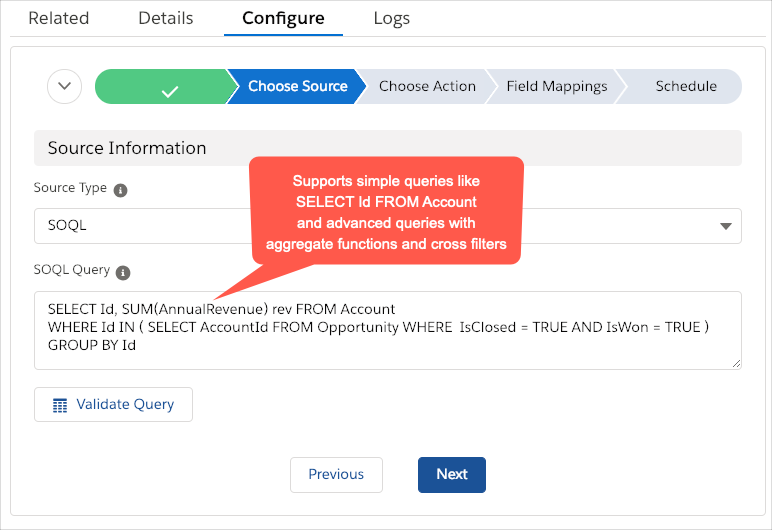 Related Details Configure Logs
Choose Source Choose Action Field Mappings Schedule
Source Information
Supports simple queries like
SELECT Id FROM Account
and advanced queries with
aggregate functions and cross filters
Source Type
SOQL
SOQL Query
SELECT Id, SUM(AnnualRevenue) rev FROM Account
WHERE Id IN ( SELECT AccountId FROM Opportunity WHERE  IsClosed = TRUE AND IsWon = TRUE )
GROUP BY Id
Validate Query
Previous Next